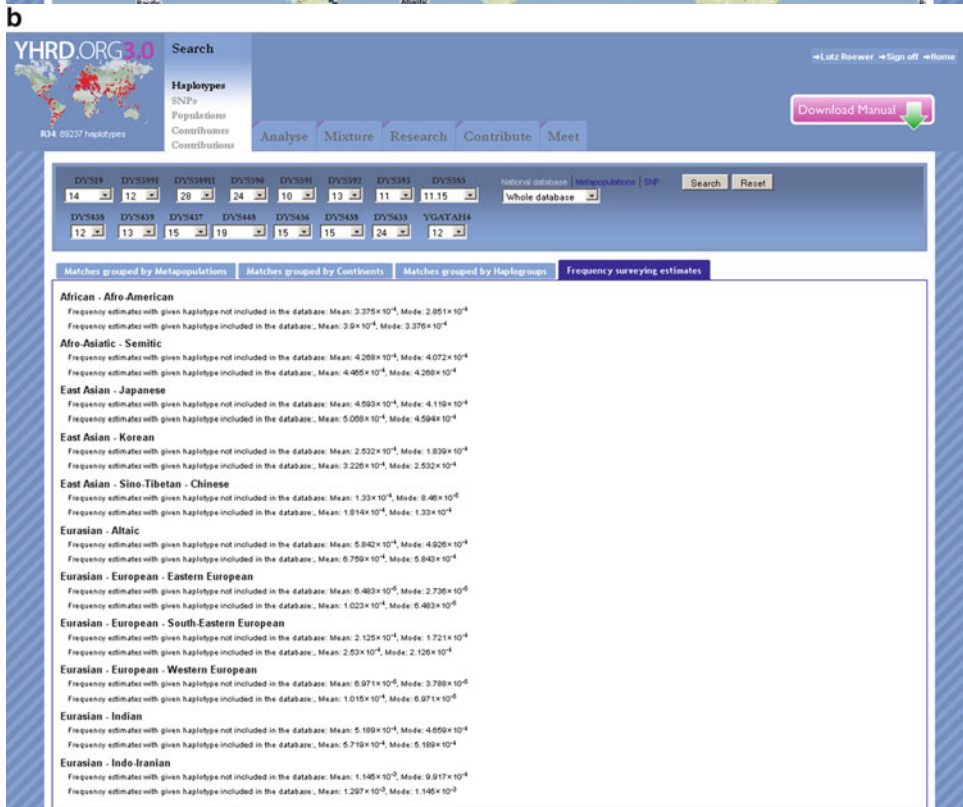 Pacific
Atlantic
b
YHRD.ORG 3.0
R34: 89237 haplotypes
Search
Haplotypes
SNPs
Populations
Contributors
Contributions
Analyse Mixture Research Contribute Meet
⇒Lutz Roewer ⇒Sign off ⇒Home
Download Manual
DYS19 DYS389I DYS389II DYS390 DYS391 DYS392 DYS393 DYS385
14 12 28 24 10 13 11 11.15
National database | Metapopulations | SNP
Whole database
Search Reset
DYS438 DYS439 DYS437 DYS448 DYS456 DYS458 DYS635 YGATAH4
12 13 15 19 15 15 24 12
Matches grouped by Metapopulations Matches grouped by Continents Matches grouped by Haplogroups Frequency surveying estimates
African - Afro-American
Frequency estimates with given haplotype not included in the database: Mean: 3.375×10⁻⁴, Mode: 2.851×10⁻⁴
Frequency estimates with given haplotype included in the database:, Mean: 3.9×10⁻⁴, Mode: 3.376×10⁻⁴
Afro-Asiatic - Semitic
Frequency estimates with given haplotype not included in the database: Mean: 4.268×10⁻⁴, Mode: 4.072×10⁻⁴
Frequency estimates with given haplotype included in the database:, Mean: 4.465×10⁻⁴, Mode: 4.268×10⁻⁴
East Asian - Japanese
Frequency estimates with given haplotype not included in the database: Mean: 4.593×10⁻⁴, Mode: 4.119×10⁻⁴
Frequency estimates with given haplotype included in the database:, Mean: 5.068×10⁻⁴, Mode: 4.594×10⁻⁴
East Asian - Korean
Frequency estimates with given haplotype not included in the database: Mean: 2.532×10⁻⁴, Mode: 1.839×10⁻⁴
Frequency estimates with given haplotype included in the database:, Mean: 3.226×10⁻⁴, Mode: 2.532×10⁻⁴
East Asian - Sino-Tibetan - Chinese
Frequency estimates with given haplotype not included in the database: Mean: 1.33×10⁻⁴, Mode: 8.46×10⁻⁵
Frequency estimates with given haplotype included in the database:, Mean: 1.814×10⁻⁴, Mode: 1.33×10⁻⁴
Eurasian - Altaic
Frequency estimates with given haplotype not included in the database: Mean: 5.842×10⁻⁴, Mode: 4.926×10⁻⁴
Frequency estimates with given haplotype included in the database:, Mean: 6.759×10⁻⁴, Mode: 5.843×10⁻⁴
Eurasian - European - Eastern European
Frequency estimates with given haplotype not included in the database: Mean: 6.483×10⁻⁵, Mode: 2.736×10⁻⁵
Frequency estimates with given haplotype included in the database:, Mean: 1.023×10⁻⁴, Mode: 6.483×10⁻⁵
Eurasian - European - South-Eastern European
Frequency estimates with given haplotype not included in the database: Mean: 2.125×10⁻⁴, Mode: 1.721×10⁻⁴
Frequency estimates with given haplotype included in the database:, Mean: 2.53×10⁻⁴, Mode: 2.126×10⁻⁴
Eurasian - European - Western European
Frequency estimates with given haplotype not included in the database: Mean: 6.971×10⁻⁵, Mode: 3.788×10⁻⁵
Frequency estimates with given haplotype included in the database:, Mean: 1.015×10⁻⁴, Mode: 6.971×10⁻⁵
Eurasian - Indian
Frequency estimates with given haplotype not included in the database: Mean: 5.189×10⁻⁴, Mode: 4.659×10⁻⁴
Frequency estimates with given haplotype included in the database:, Mean: 5.719×10⁻⁴, Mode: 5.189×10⁻⁴
Eurasian - Indo-Iranian
Frequency estimates with given haplotype not included in the database: Mean: 1.146×10⁻³, Mode: 9.917×10⁻⁴
Frequency estimates with given haplotype included in the database:, Mean: 1.297×10⁻³, Mode: 1.146×10⁻³